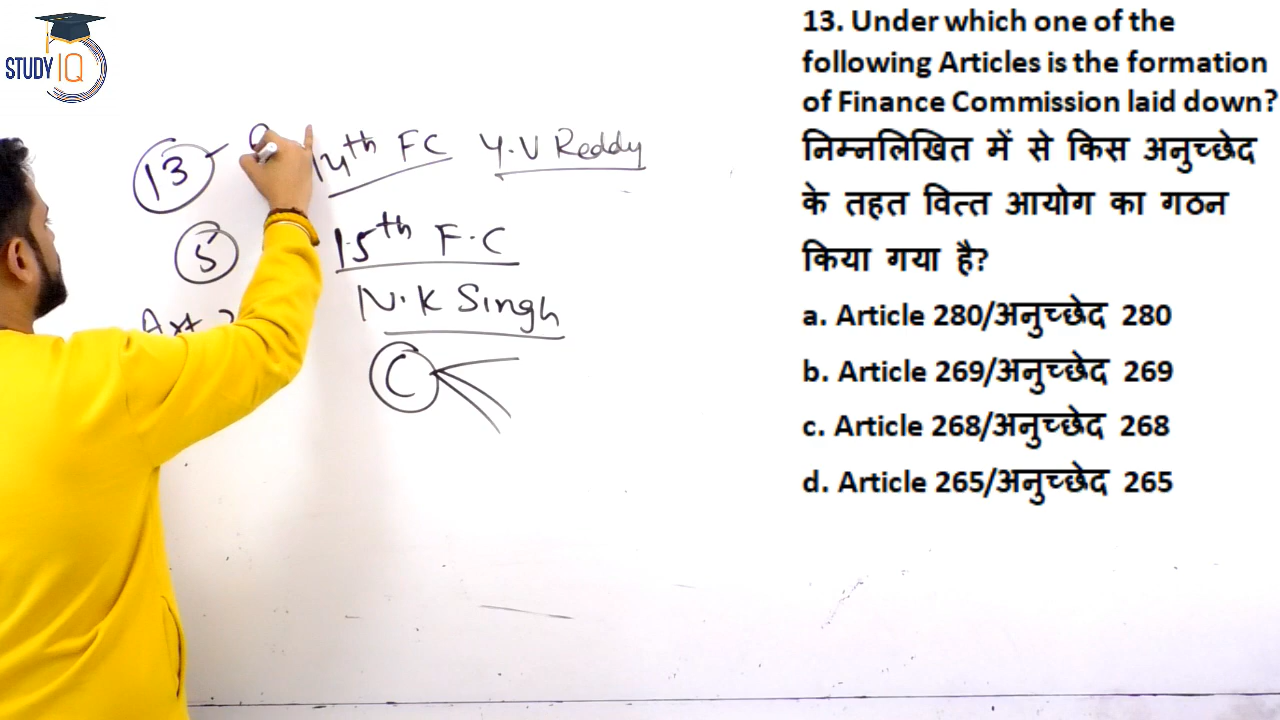 STUDY IQ
13 - 14th FC Y.V Reddy
5 15th F.C
Art 2
N.K Singh
C
13. Under which one of the
following Articles is the formation
of Finance Commission laid down?
निम्नलिखित में से किस अनुच्छेद
के तहत वित्त आयोग का गठन
किया गया है?
a. Article 280/अनुच्छेद 280
b. Article 269/अनुच्छेद 269
c. Article 268/अनुच्छेद 268
d. Article 265/अनुच्छेद 265